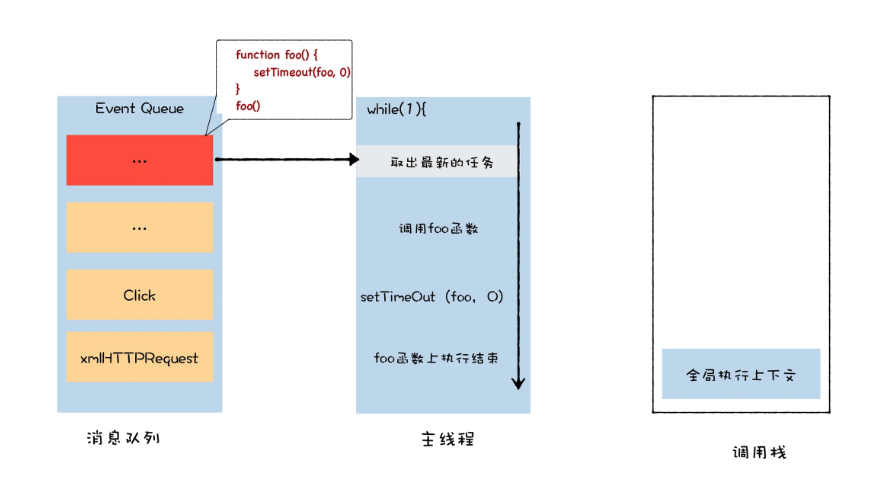 function foo() {
setTimeout(foo, 0)
}
foo()
Event Queue
...
...
Click
xmlHTTPRequest
消息队列
while(1){
取出最新的任务
调用foo函数
setTimeOut (foo, 0)
foo函数上执行结束
主线程
全局执行上下文
调用栈